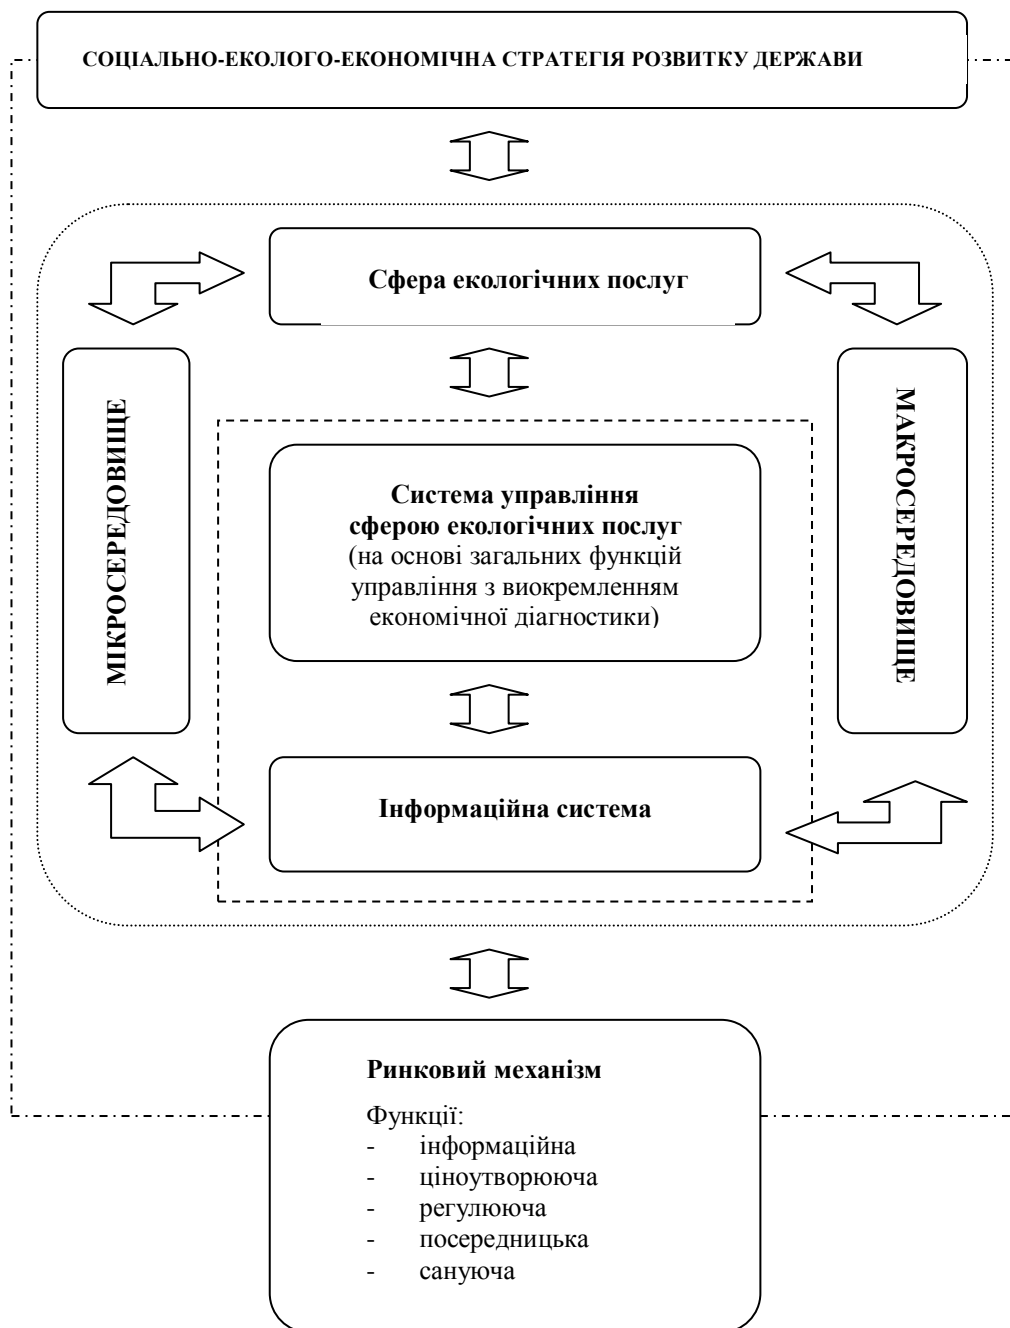 СОЦІАЛЬНО-ЕКОЛОГО-ЕКОНОМІЧНА СТРАТЕГІЯ РОЗВИТКУ ДЕРЖАВИ
Сфера екологічних послуг
МІКРОСЕРЕДОВИЩЕ
МАКРОСЕРЕДОВИЩЕ
Система управління
сферою екологічних послуг
(на основі загальних функцій
управління з виокремленням
економічної діагностики)
Інформаційна система
Ринковий механізм
Функції:
- інформаційна
- ціноутворююча
- регулююча
- посередницька
- сануюча